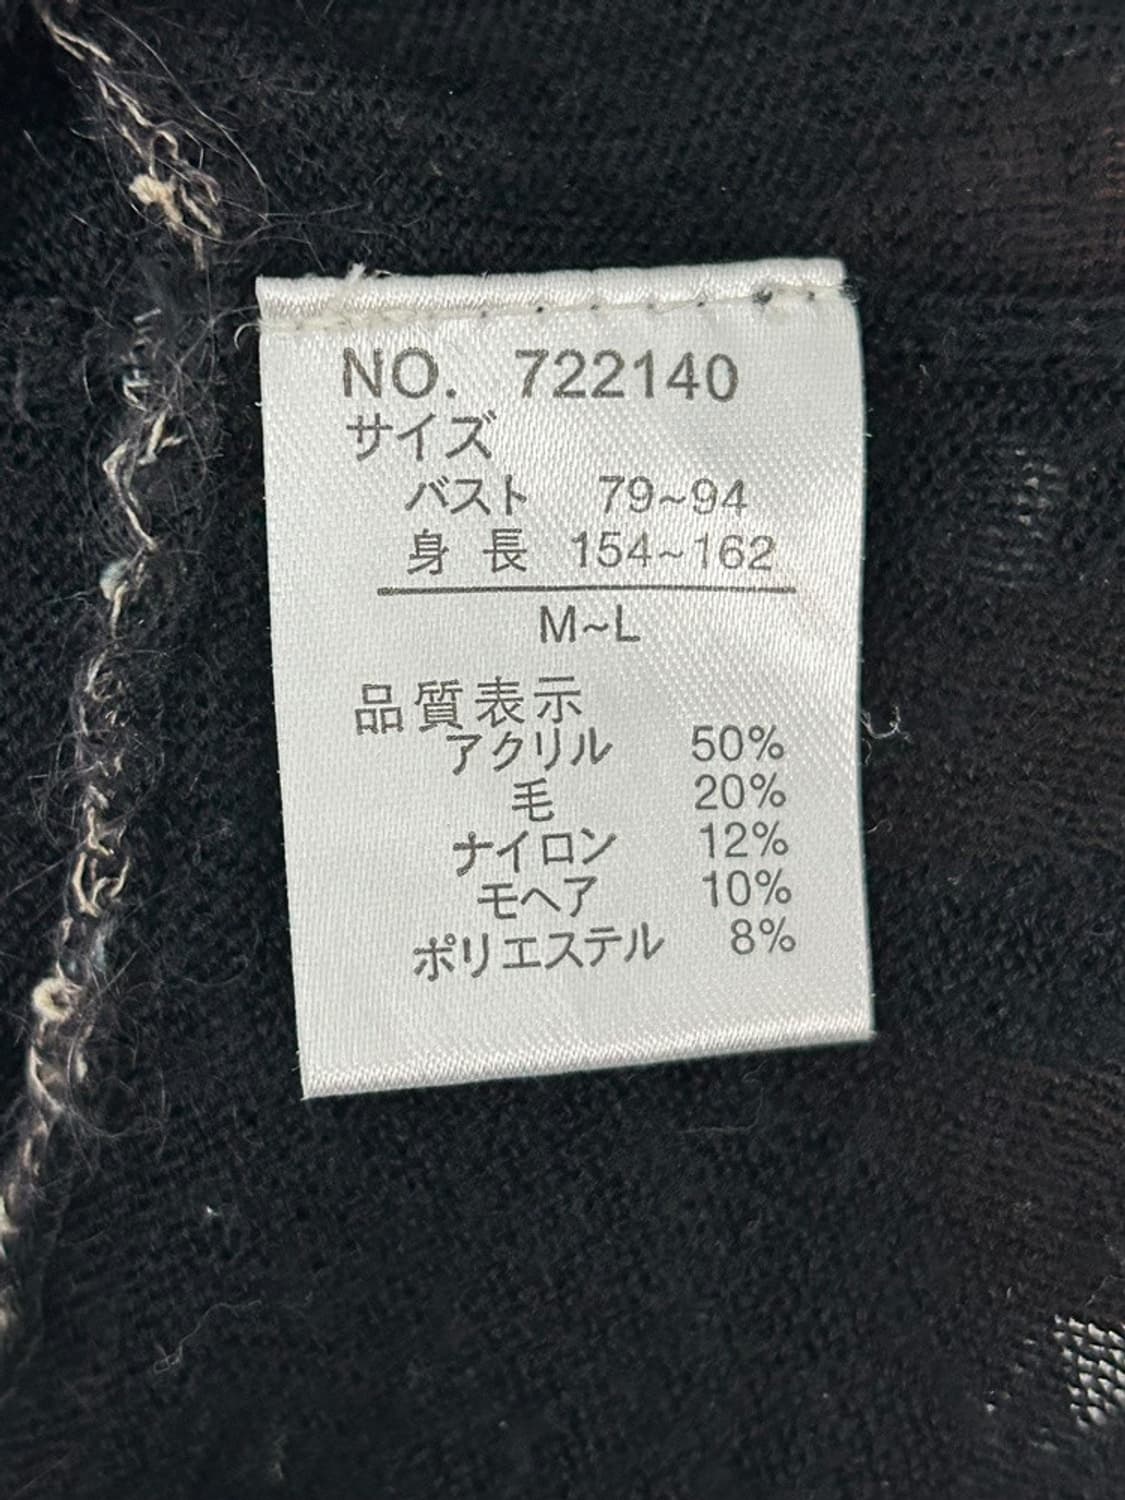 NO. 722140
サイズ
バスト 79~94
身長 154~162
M~L
品質表示
アクリル 50%
毛 20%
ナイロン 12%
モヘア 10%
ポリエステル 8%